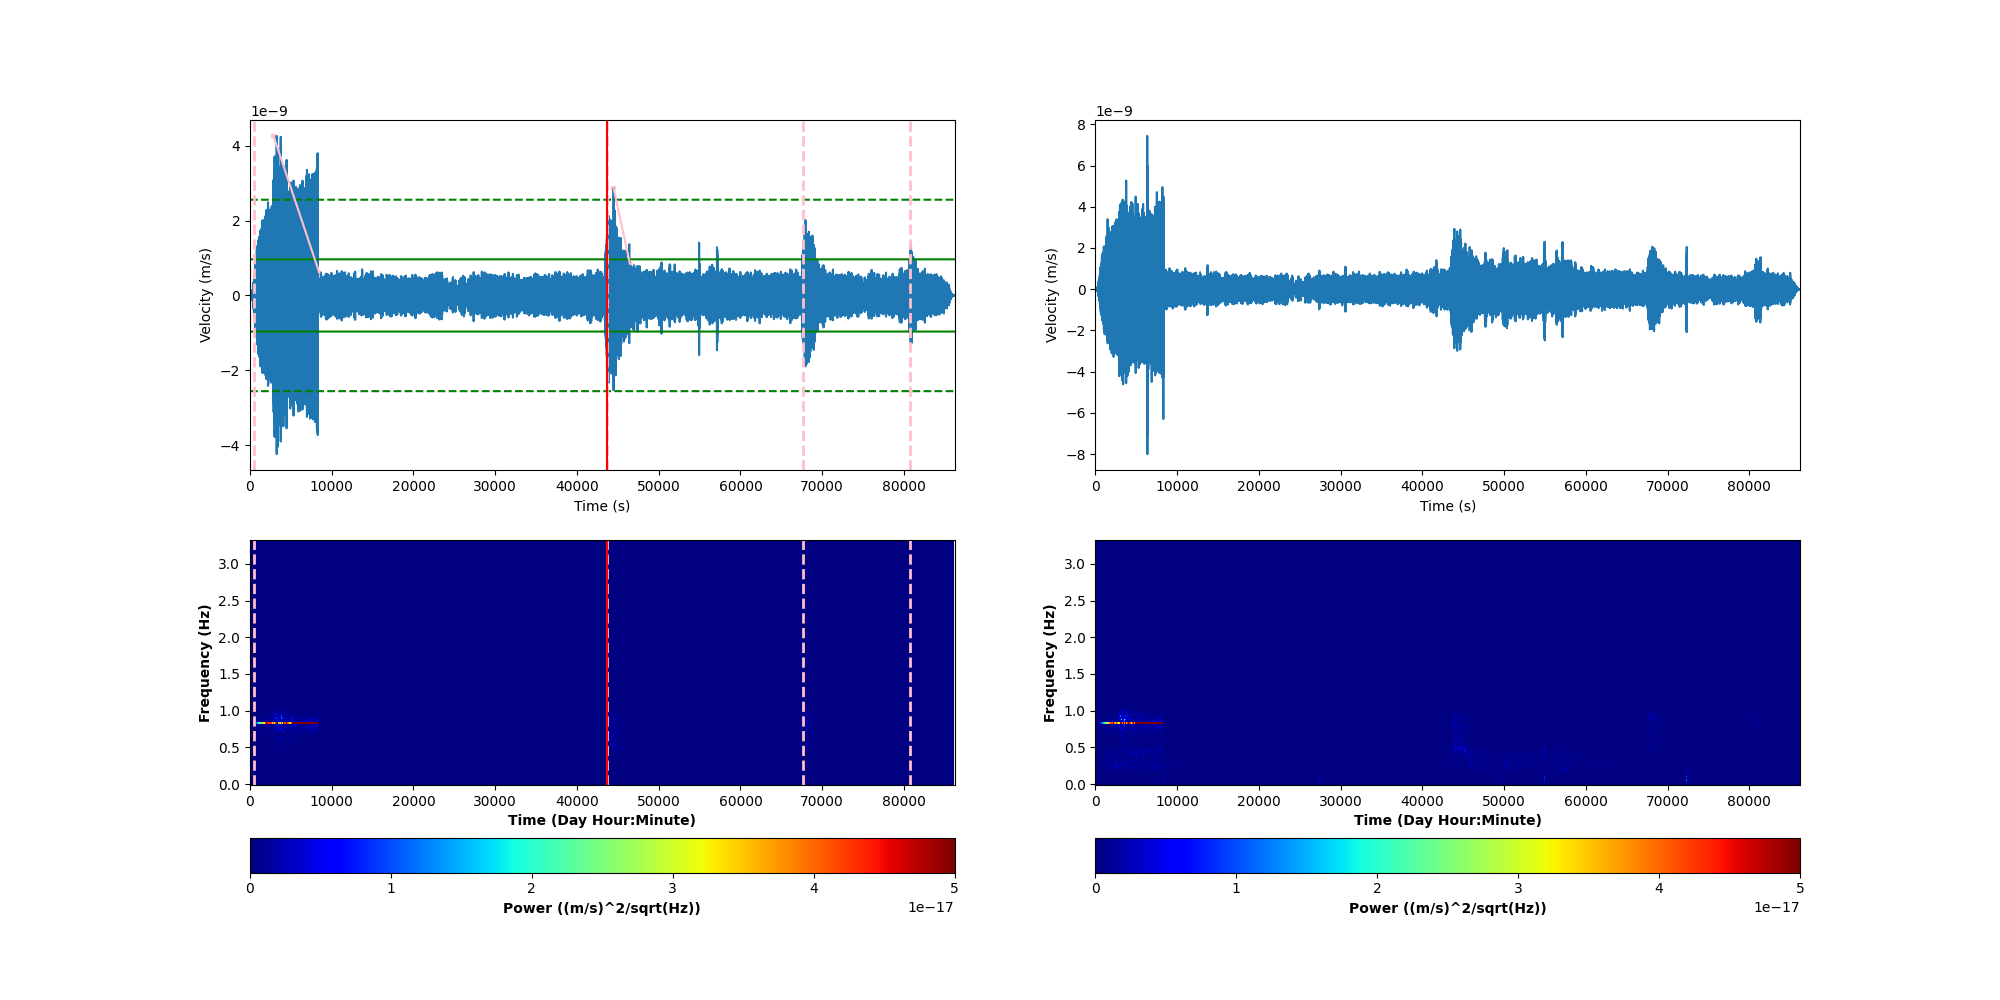 1e−9
4
2
0
−2
−4
Velocity (m/s)
0 10000 20000 30000 40000 50000 60000 70000 80000
Time (s)
1e−9
8
6
4
2
0
−2
−4
−6
−8
Velocity (m/s)
0 10000 20000 30000 40000 50000 60000 70000 80000
Time (s)
3.0
2.5
2.0
1.5
1.0
0.5
0.0
Frequency (Hz)
0 10000 20000 30000 40000 50000 60000 70000 80000
Time (Day Hour:Minute)
0 1 2 3 4 5
Power ((m/s)^2/sqrt(Hz))
1e−17
3.0
2.5
2.0
1.5
1.0
0.5
0.0
Frequency (Hz)
0 10000 20000 30000 40000 50000 60000 70000 80000
Time (Day Hour:Minute)
0 1 2 3 4 5
Power ((m/s)^2/sqrt(Hz))
1e−17